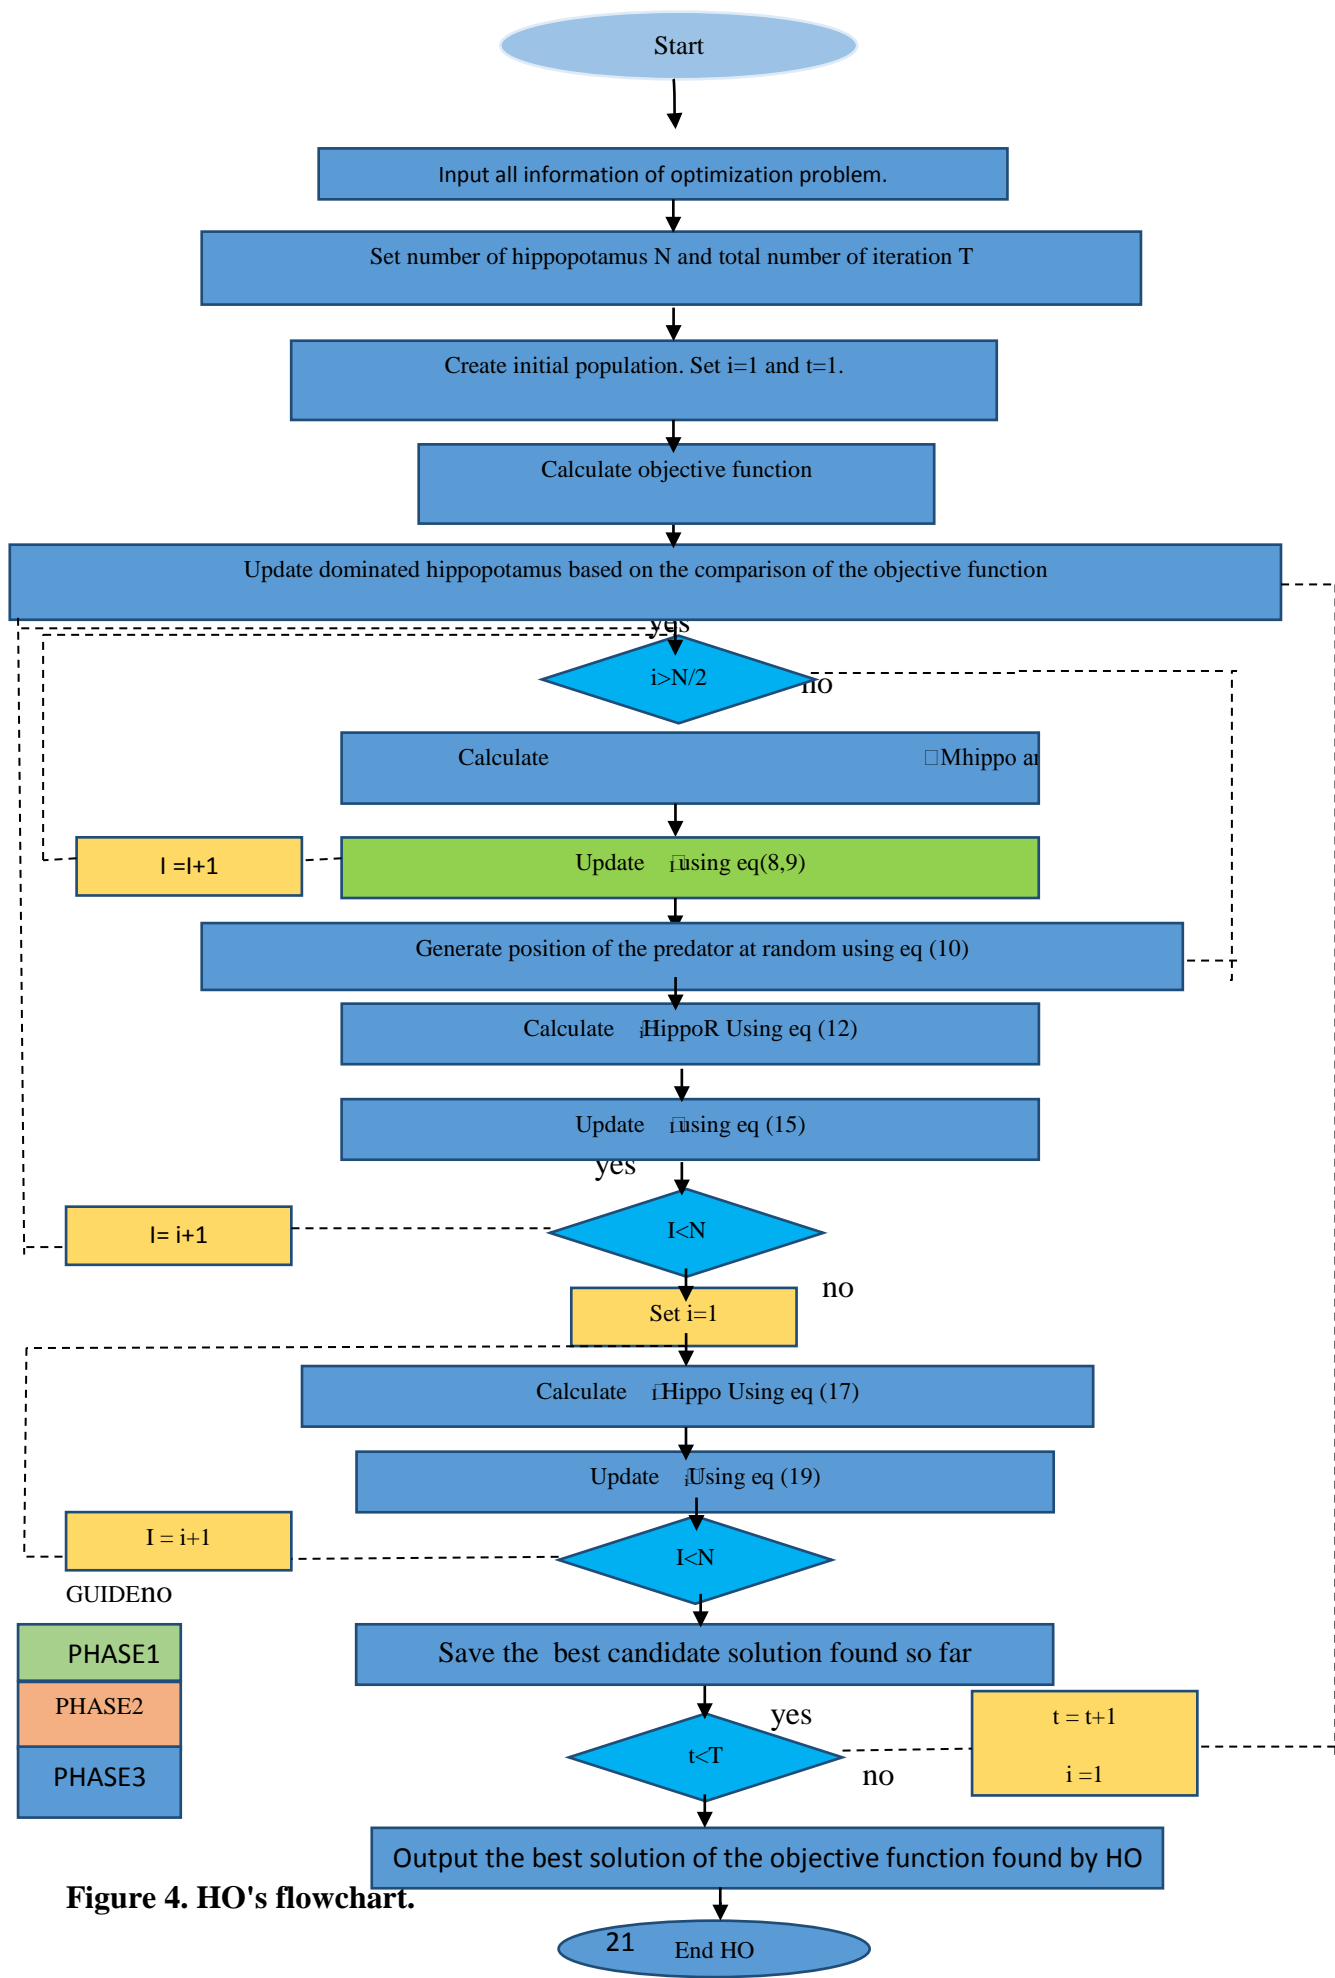 Start
Input all information of optimization problem.
Set number of hippopotamus N and total number of iteration T
Create initial population. Set i=1 and t=1.
Calculate objective function
Update dominated hippopotamus based on the comparison of the objective function
yes
i>N/2
no
Calculate □Mhippo
I =I+1
Update i□using eq(8,9)
Generate position of the predator at random using eq (10)
Calculate iHippoR Using eq (12)
Update i□using eq (15)
yes
I= i+1
I<N
no
Set i=1
Calculate i□Hippo Using eq (17)
Update i□Using eq (19)
I = i+1
I<N
GUIDEno
PHASE1
Save the best candidate solution found so far
PHASE2
yes
t = t+1
t<T
PHASE3
no
i =1
Output the best solution of the objective function found by HO
Figure 4. HO's flowchart.
21
End HO